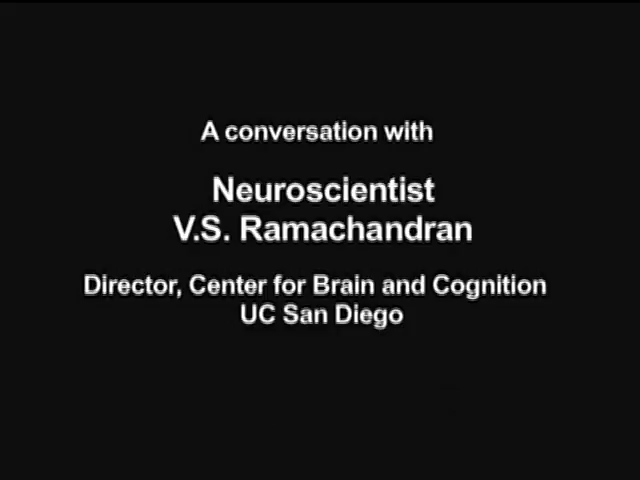 A conversation with
Neuroscientist
V.S. Ramachandran
Director, Center for Brain and Cognition
UC San Diego